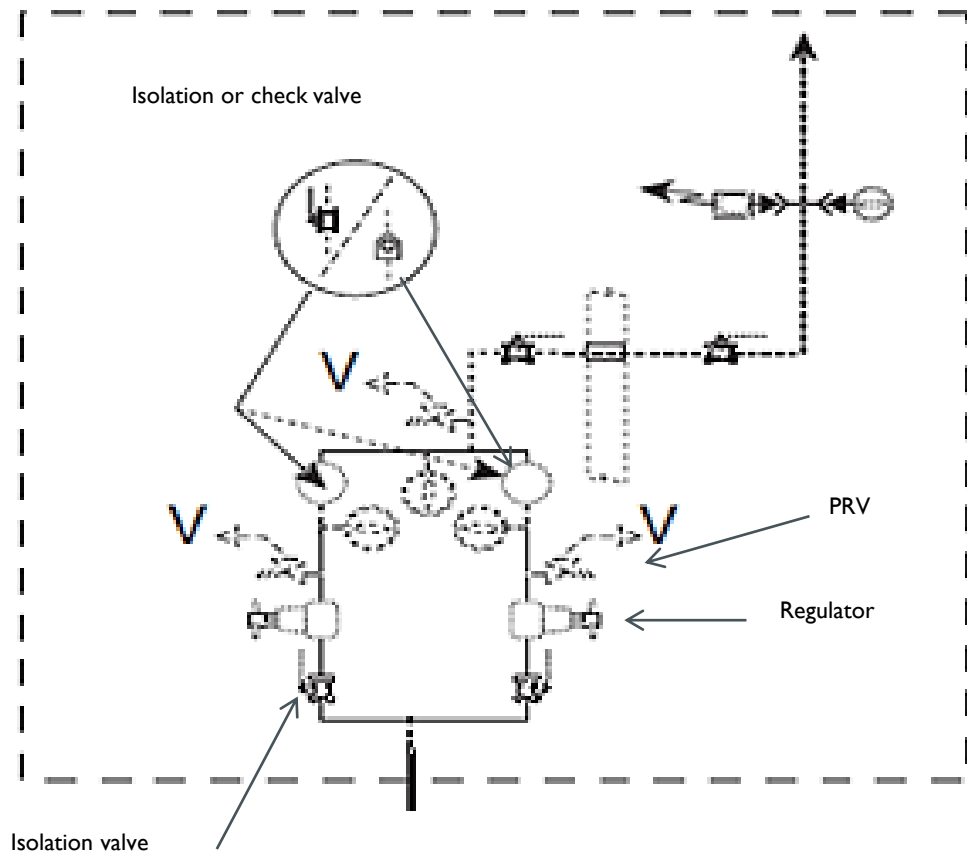 Isolation or check valve
V
V
V
PRV
Regulator
Isolation valve